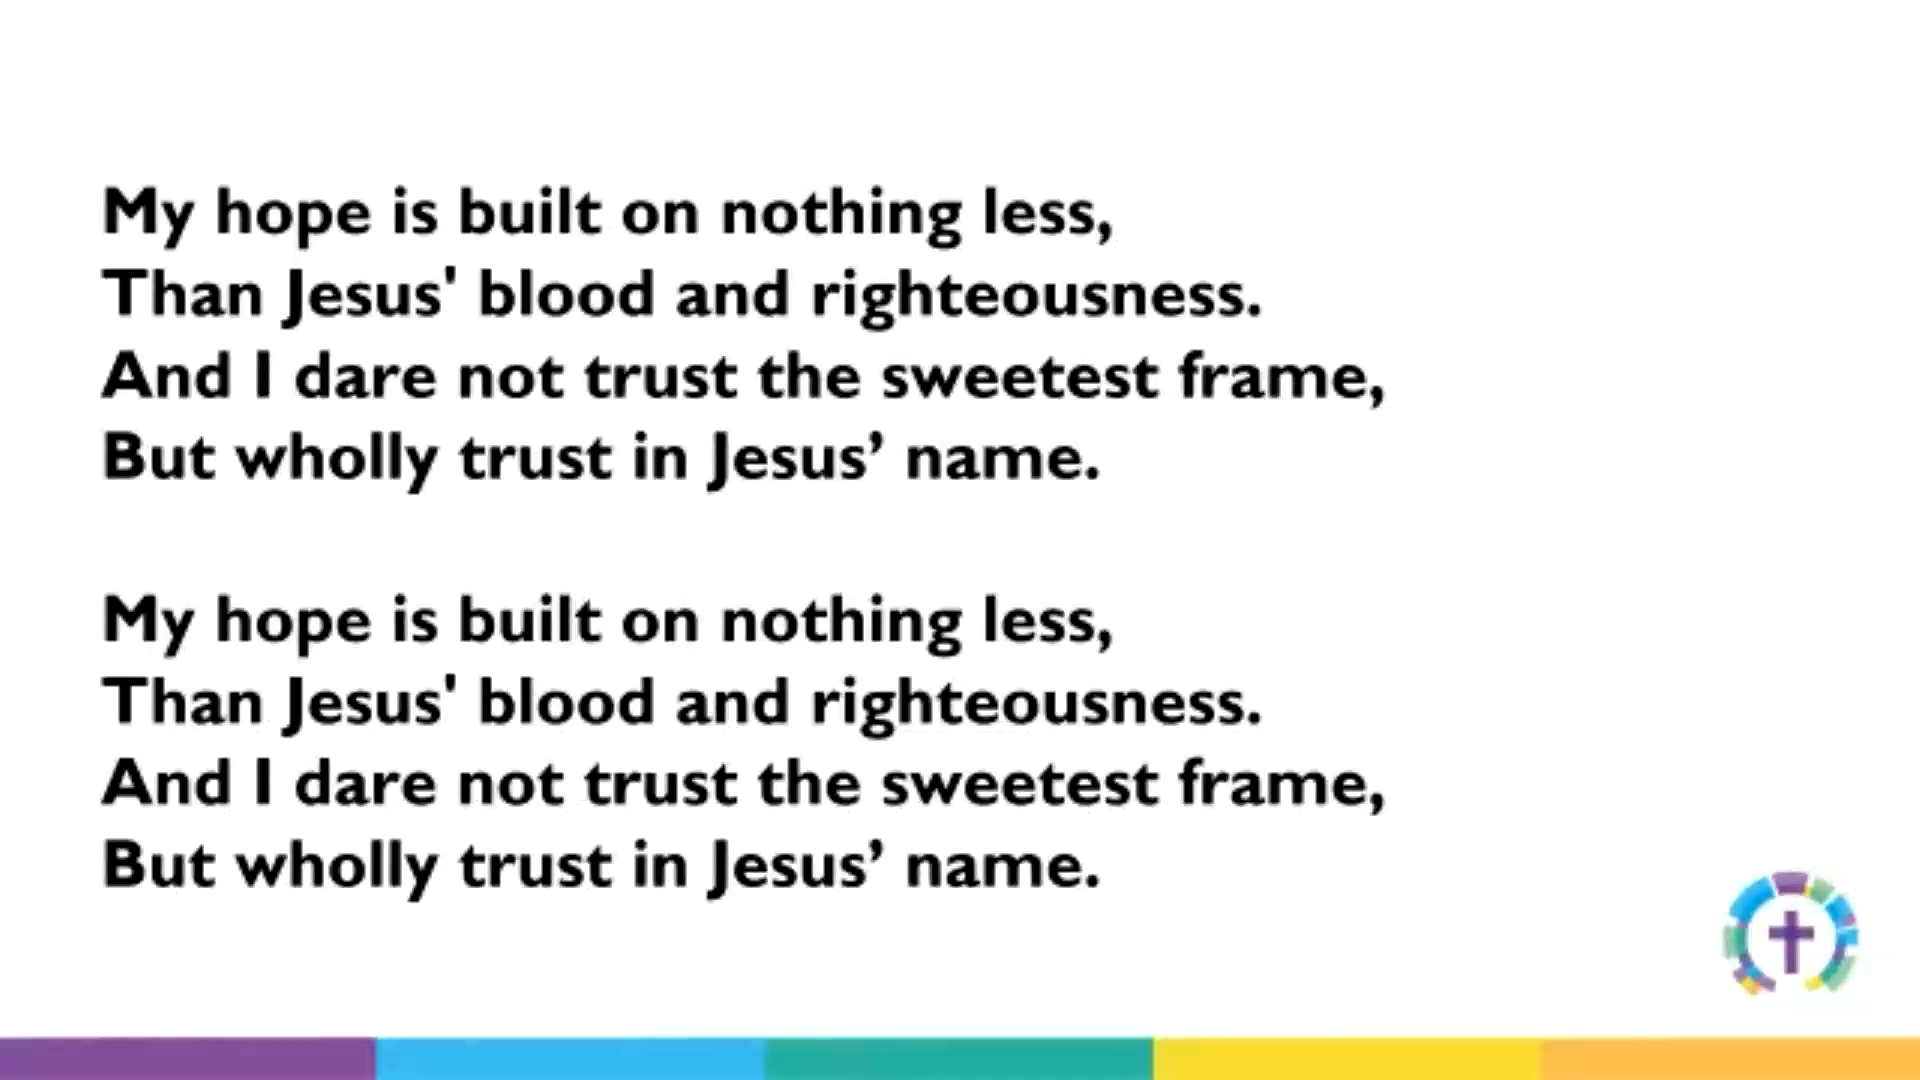 My hope is built on nothing less,
Than Jesus' blood and righteousness.
And I dare not trust the sweetest frame,
But wholly trust in Jesus’ name.
My hope is built on nothing less,
Than Jesus' blood and righteousness.
And I dare not trust the sweetest frame,
But wholly trust in Jesus’ name.